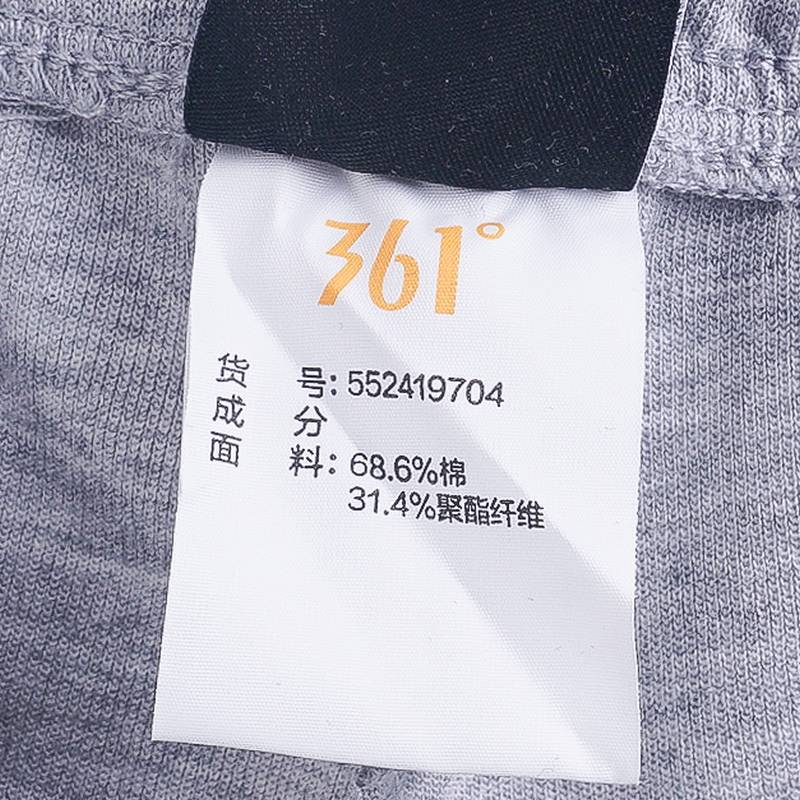 361°
货 号: 552419704
成 分
面 料: 68.6%棉
31.4%聚酯纤维